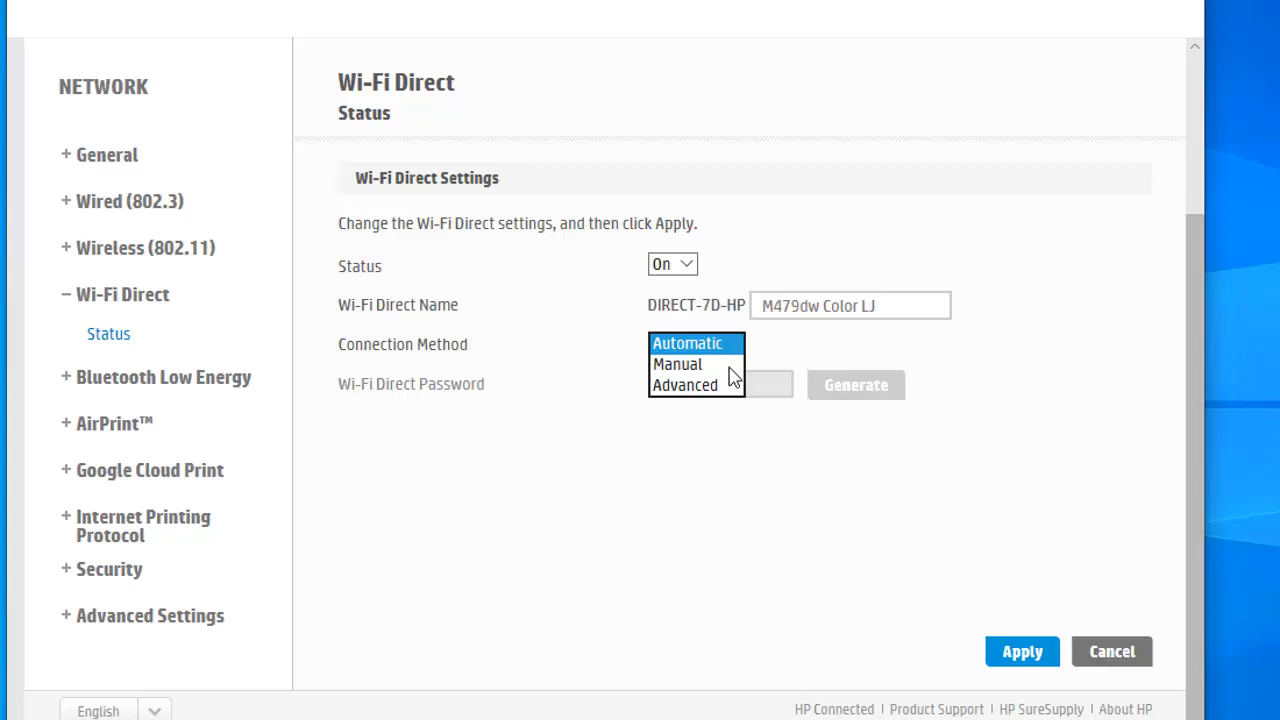 NETWORK
+ General
+ Wired (802.3)
+ Wireless (802.11)
− Wi-Fi Direct
Status
+ Bluetooth Low Energy
+ AirPrint™
+ Google Cloud Print
+ Internet Printing
Protocol
+ Security
+ Advanced Settings
Wi-Fi Direct
Status
Wi-Fi Direct Settings
Change the Wi-Fi Direct settings, and then click Apply.
Status On
Wi-Fi Direct Name DIRECT-7D-HP M479dw Color LJ
Connection Method Automatic
Manual
Advanced
Wi-Fi Direct Password Generate
Apply Cancel
English
HP Connected | Product Support | HP SureSupply | About HP